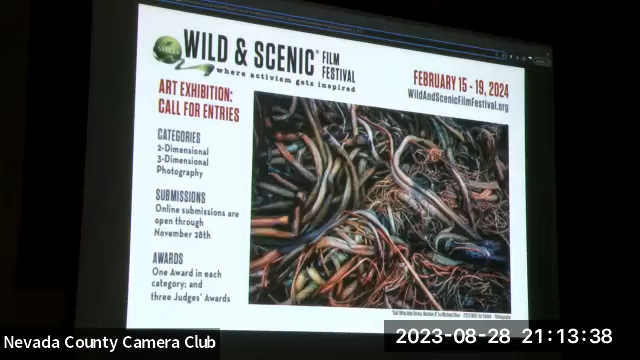 SYRCL
WILD & SCENIC® FILM FESTIVAL
where activism gets inspired
FEBRUARY 15 - 19, 2024
WildAndScenicFilmFestival.org
ART EXHIBITION:
CALL FOR ENTRIES
CATEGORIES
2-Dimensional
3-Dimensional
Photography
SUBMISSIONS
Online submissions are
open through
November 28th
AWARDS
One Award in each
category; and
three Judges' Awards
Nevada County Camera Club
2023-08-28 21:13:38